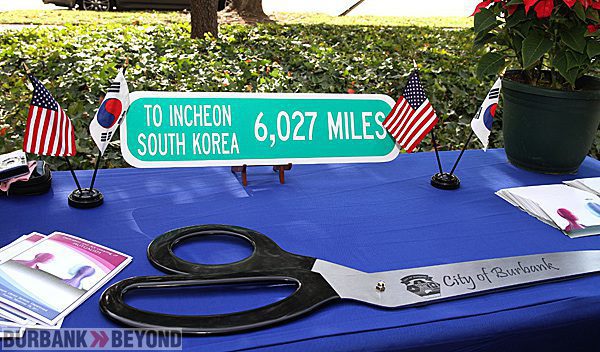 TO INCHEON
SOUTH KOREA
6,027 MILES
City of Burbank
BURBANK>>BEYOND